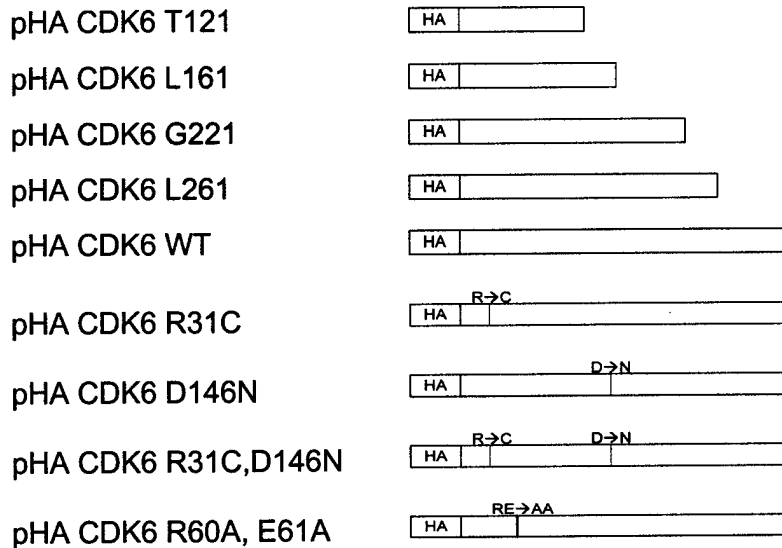 pHA CDK6 T121 HA
pHA CDK6 L161 HA
pHA CDK6 G221 HA
pHA CDK6 L261 HA
pHA CDK6 WT HA
R→C
pHA CDK6 R31C HA
D→N
pHA CDK6 D146N HA
R→C D→N
pHA CDK6 R31C,D146N HA
RE→AA
pHA CDK6 R60A, E61A HA